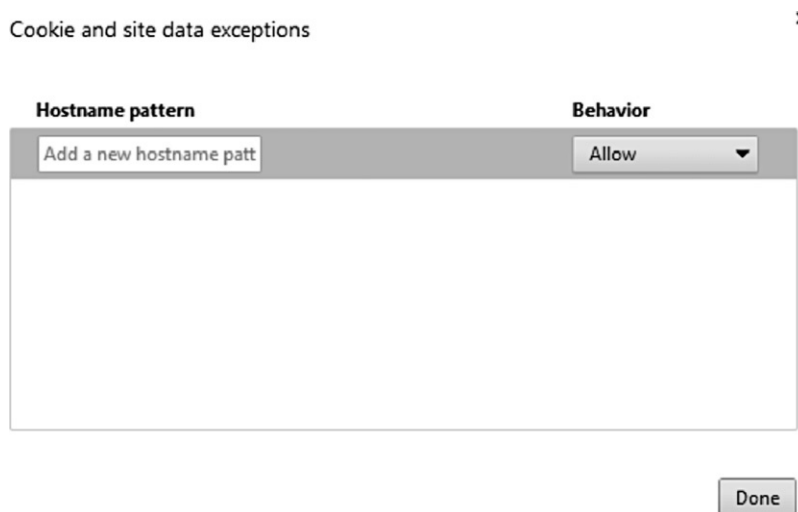 Cookie and site data exceptions
Hostname pattern Behavior
Add a new hostname patt Allow
Done